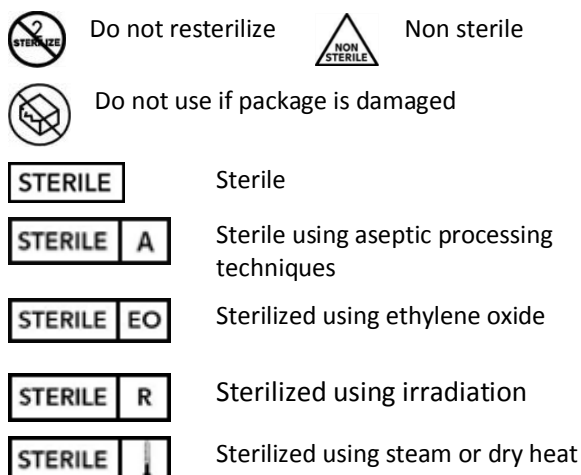 2
STERILIZE
Do not resterilize
NON
STERILE
Non sterile
Do not use if package is damaged
STERILE
Sterile
STERILE A
Sterile using aseptic processing
techniques
STERILE EO
Sterilized using ethylene oxide
STERILE R
Sterilized using irradiation
STERILE
Sterilized using steam or dry heat